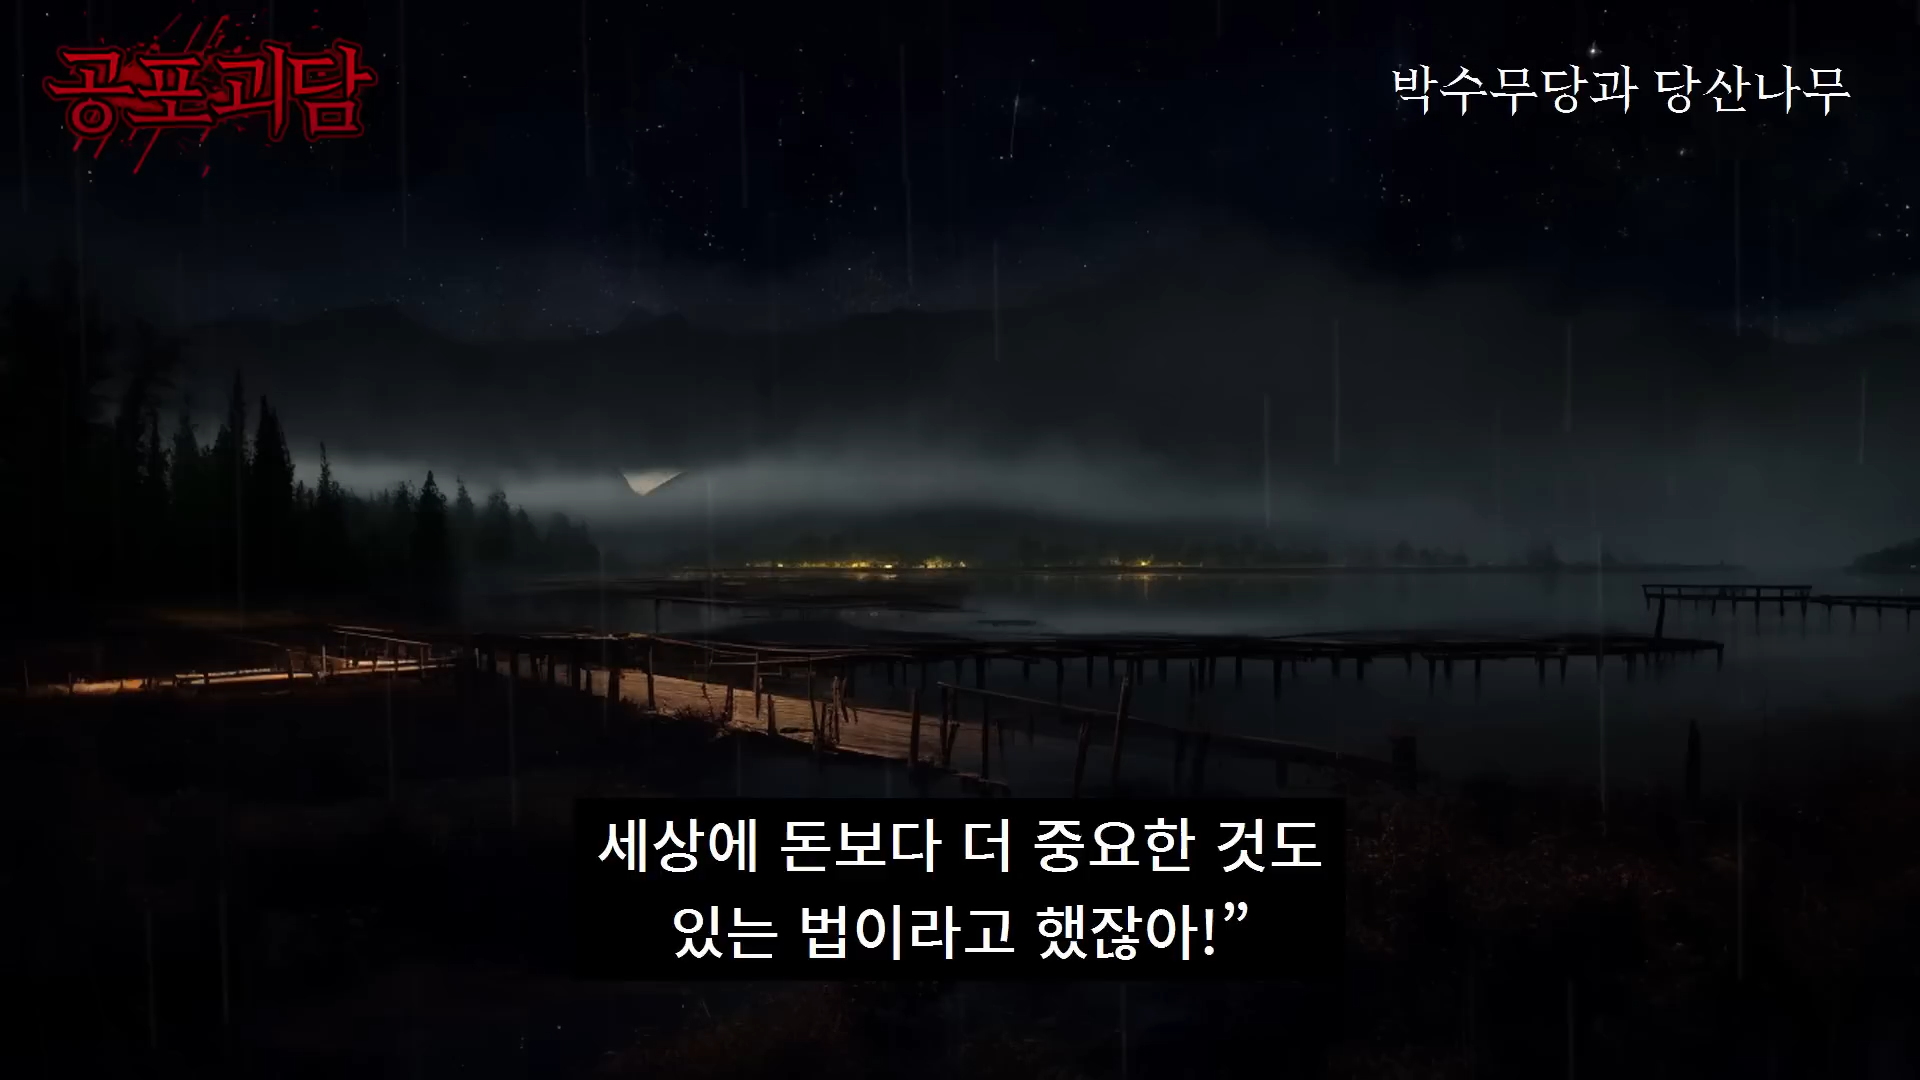 공포괴담
박수무당과 당산나무
세상에 돈보다 더 중요한 것도
있는 법이라고 했잖아!”